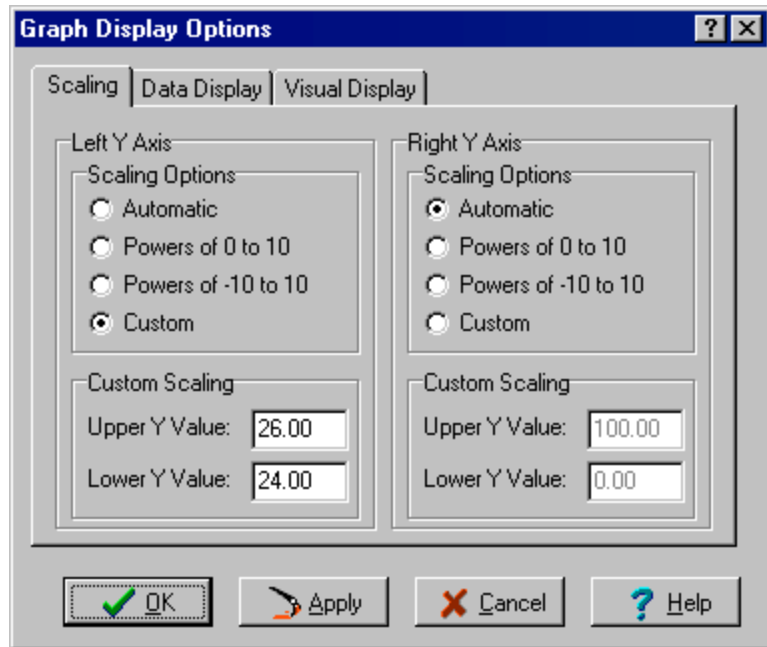 Graph Display Options
Scaling Data Display Visual Display
Left Y Axis
Scaling Options
Automatic
Powers of 0 to 10
Powers of -10 to 10
Custom
Custom Scaling
Upper Y Value: 26.00
Lower Y Value: 24.00
Right Y Axis
Scaling Options
Automatic
Powers of 0 to 10
Powers of -10 to 10
Custom
Custom Scaling
Upper Y Value: 100.00
Lower Y Value: 0.00
OK Apply Cancel Help